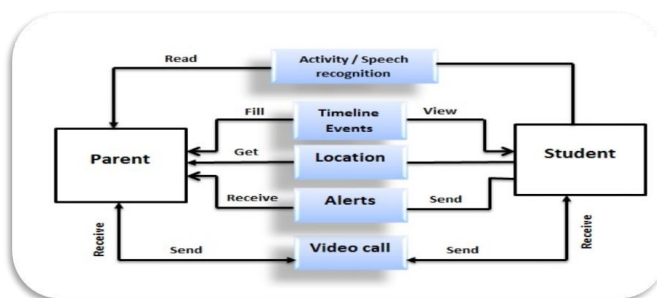 Activity / Speech
recognition
Read
Fill
Timeline
Events
View
Parent
Get
Location
Student
Receive
Alerts
Send
Receive
Send
Video call
Send
Receive